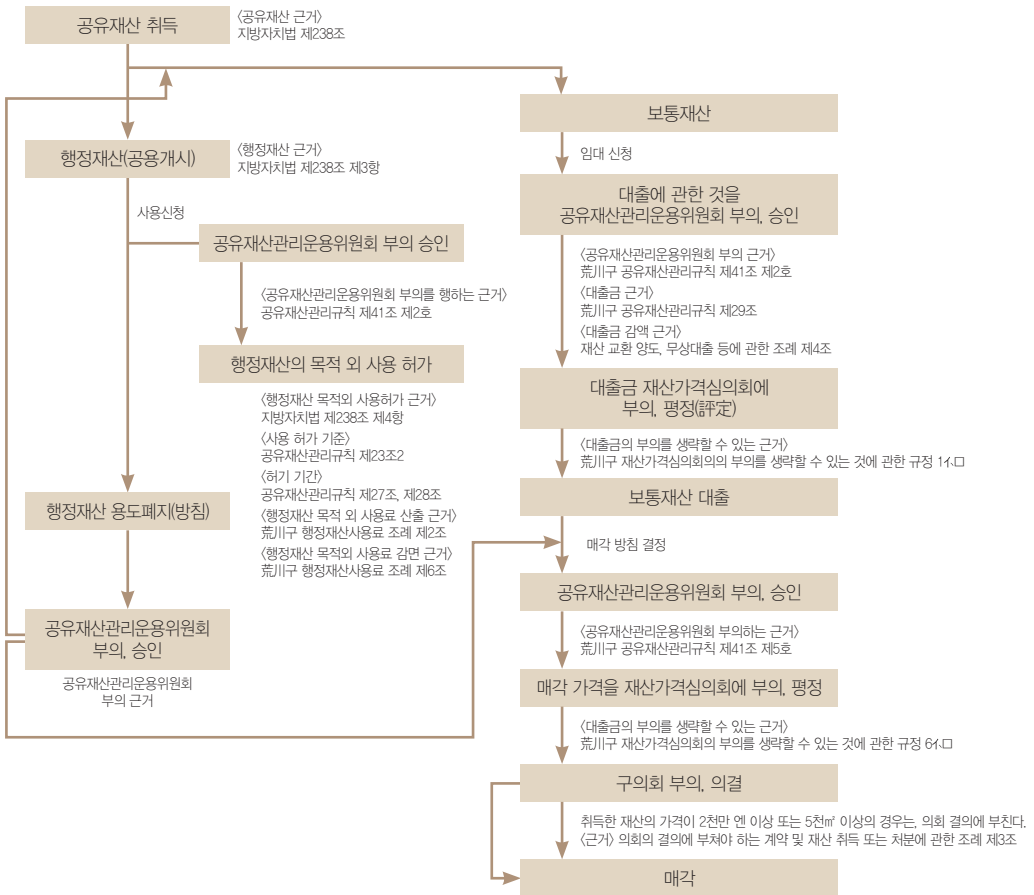 공유재산 취득
〈공유재산 근거〉
지방자치법 제238조
행정재산(공용개시)
〈행정재산 근거〉
지방자치법 제238조 제3항
사용신청
공유재산관리운용위원회 부의 승인
〈공유재산관리운용위원회 부의를 행하는 근거〉
공유재산관리규칙 제41조 제2호
행정재산의 목적 외 사용 허가
〈행정재산 목적외 사용허가 근거〉
지방자치법 제238조 제4항
〈사용 허가 기준〉
공유재산관리규칙 제23조2
〈허기 기간〉
공유재산관리규칙 제27조, 제28조
〈행정재산 목적 외 사용료 산출 근거〉
荒川구 행정재산사용료 조례 제2조
〈행정재산 목적외 사용료 감면 근거〉
荒川구 행정재산사용료 조례 제6조
행정재산 용도폐지(방침)
공유재산관리운용위원회
부의, 승인
공유재산관리운용위원회
부의 근거
보통재산
임대 신청
대출에 관한 것을
공유재산관리운용위원회 부의, 승인
〈공유재산관리운용위원회 부의 근거〉
荒川구 공유재산관리규칙 제41조 제2호
〈대출금 근거〉
荒川구 공유재산관리규칙 제29조
〈대출금 감액 근거〉
재산 교환 양도, 무상대출 등에 관한 조례 제4조
대출금 재산가격심의회에
부의, 평정(評定)
〈대출금의 부의를 생략할 수 있는 근거〉
荒川구 재산가격심의회의의 부의를 생략할 수 있는 것에 관한 규정 1イ、ロ
보통재산 대출
매각 방침 결정
공유재산관리운용위원회 부의, 승인
〈공유재산관리운용위원회 부의하는 근거〉
荒川구 공유재산관리규칙 제41조 제5호
매각 가격을 재산가격심의회에 부의, 평정
〈대출금의 부의를 생략할 수 있는 근거〉
荒川구 재산가격심의회의 부의를 생략할 수 있는 것에 관한 규정 6イ、ロ
구의회 부의, 의결
취득한 재산의 가격이 2천만 엔 이상 또는 5천㎡ 이상의 경우는, 의회 결의에 부친다.
〈근거〉 의회의 결의에 부쳐야 하는 계약 및 재산 취득 또는 처분에 관한 조례 제3조
매각